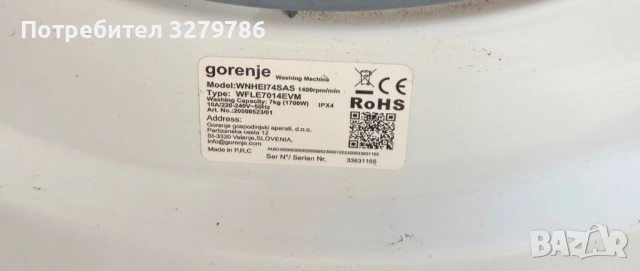 Потребител 3279786
gorenje Washing Machine
Model:WNHEI74SAS 1400rpm/min
Type: WFLE7014EVM
Washing Capacity: 7kg (1700W) IPX4
10A/220-240V~50Hz
Art. No.:20009523/01
RoHS
Address:
Gorenje gospodinjski aparati, d.o.o.
Partizanska cesta 12
SI-3320 Velenje,SLOVENIA,
Info@gorenje.com
Made in P.R.C
Ser N°/ Serien Nr. 33631165
BAZAR